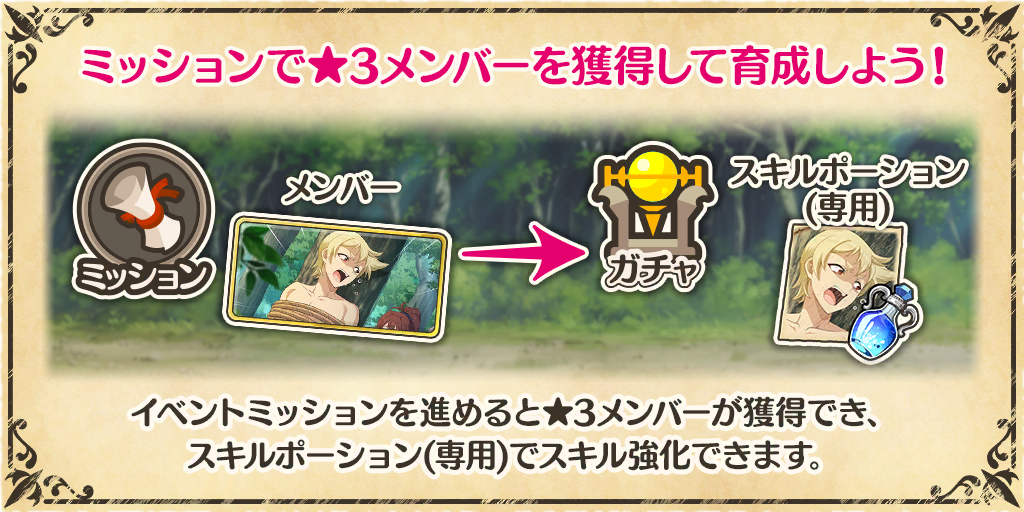 ミッションで★3メンバーを獲得して育成しよう!
ミッション
メンバー
ガチャ
スキルポーション
(専用)
イベントミッションを進めると★3メンバーが獲得でき、
スキルポーション(専用)でスキル強化できます。